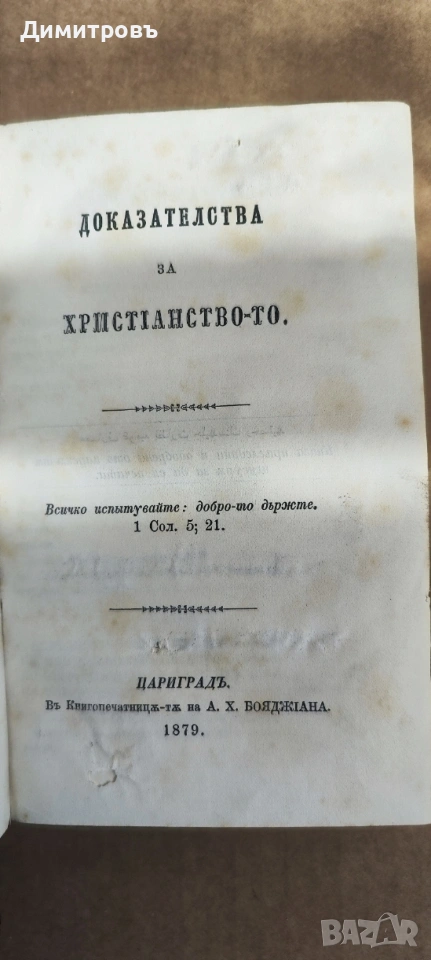 Димитровъ
ДОКАЗАТЕЛСТВА
ЗА
ХРИСТІАНСТВО-ТО.
Всичко испытувайте: добро-то държте.
1 Сол. 5; 21.
ЦАРИГРАДЪ.
Въ Книгопечатницѫ-тѫ на А. Х. БОЯДЖІАНА.
1879.
BAZAR